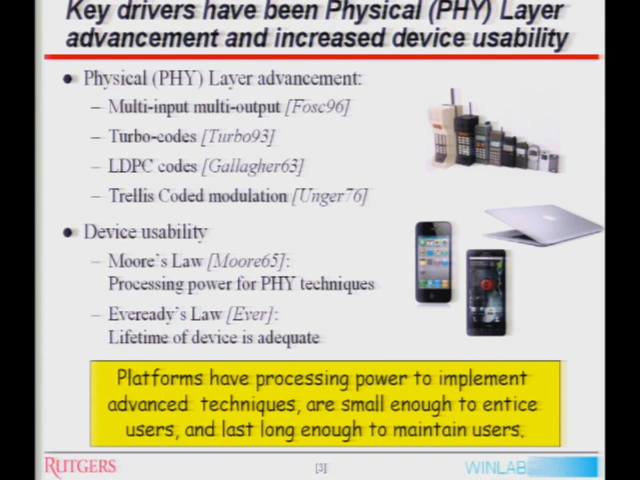 Key drivers have been Physical (PHY) Layer
advancement and increased device usability
• Physical (PHY) Layer advancement:
– Multi-input multi-output [Fosc96]
– Turbo-codes [Turbo93]
– LDPC codes [Gallagher63]
– Trellis Coded modulation [Unger76]
• Device usability
– Moore's Law [Moore65]:
Processing power for PHY techniques
– Eveready's Law [Ever]:
Lifetime of device is adequate
Platforms have processing power to implement
advanced techniques, are small enough to entice
users, and last long enough to maintain users.
RUTGERS
[3]
WINLAB